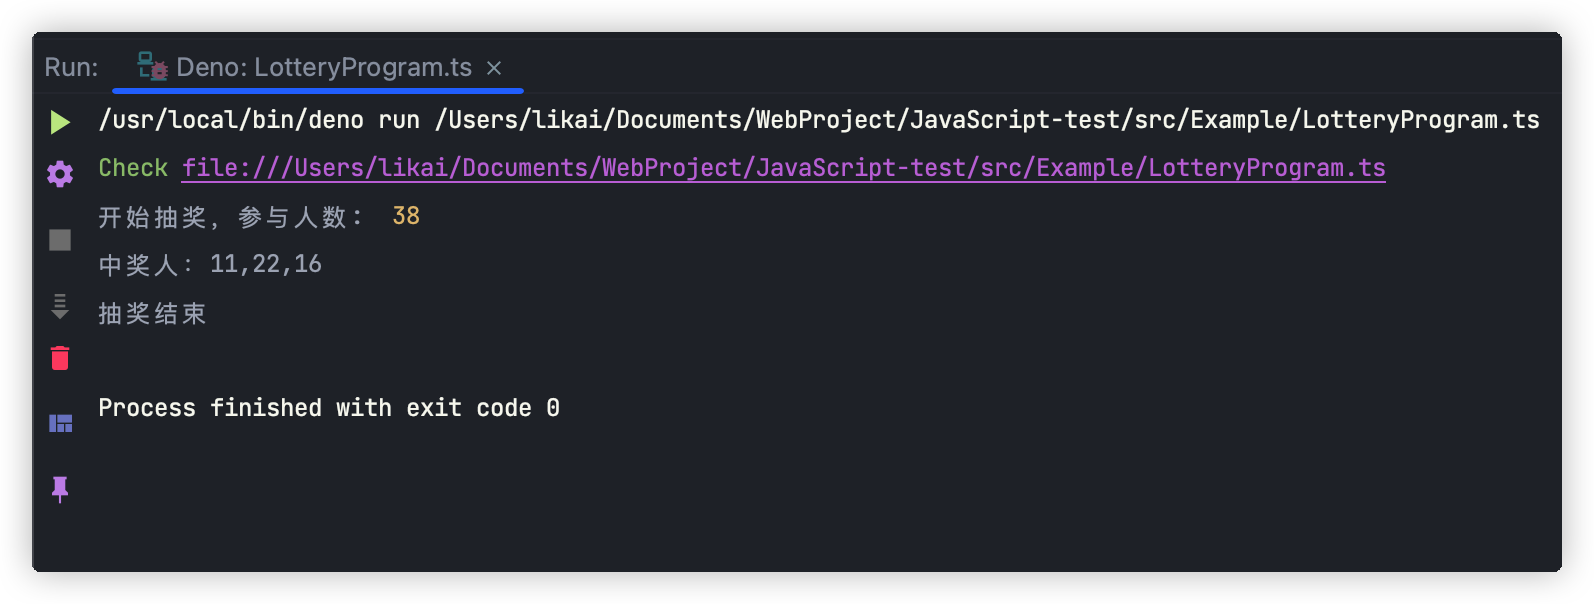 Run: Deno: LotteryProgram.ts ×
/usr/local/bin/deno run /Users/likai/Documents/WebProject/JavaScript-test/src/Example/LotteryProgram.ts
Check file:///Users/likai/Documents/WebProject/JavaScript-test/src/Example/LotteryProgram.ts
开始抽奖，参与人数： 38
中奖人：11,22,16
抽奖结束
Process finished with exit code 0